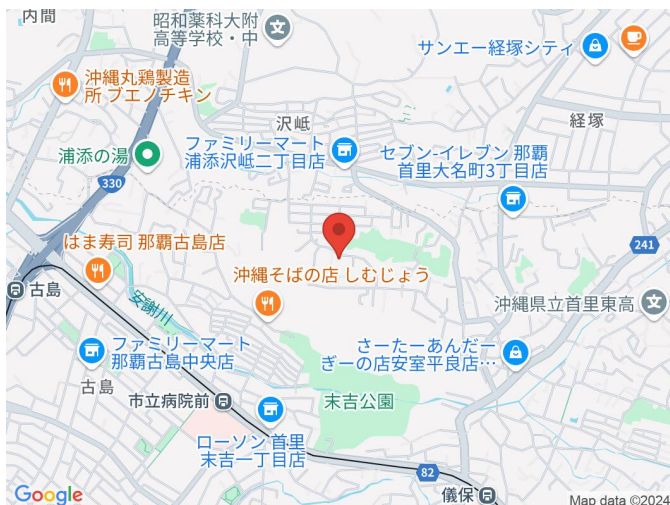 内間
昭和薬科大附
高等学校・中
サンエー経塚シティ
沖縄丸鶏製造
所 ブエノチキン
沢岻
経塚
浦添の湯
ファミリーマート
浦添沢岻二丁目店
セブン-イレブン 那覇
首里大名町3丁目店
330
はま寿司 那覇古島店
241
沖縄そばの店 しむじょう
古島
安謝川
沖縄県立首里東高
ファミリーマート
那覇古島中央店
さーたーあんだー
ぎーの店安室平良店…
古島
市立病院前
末吉公園
ローソン 首里
末吉一丁目店
82
儀保
Google
Map data ©2024